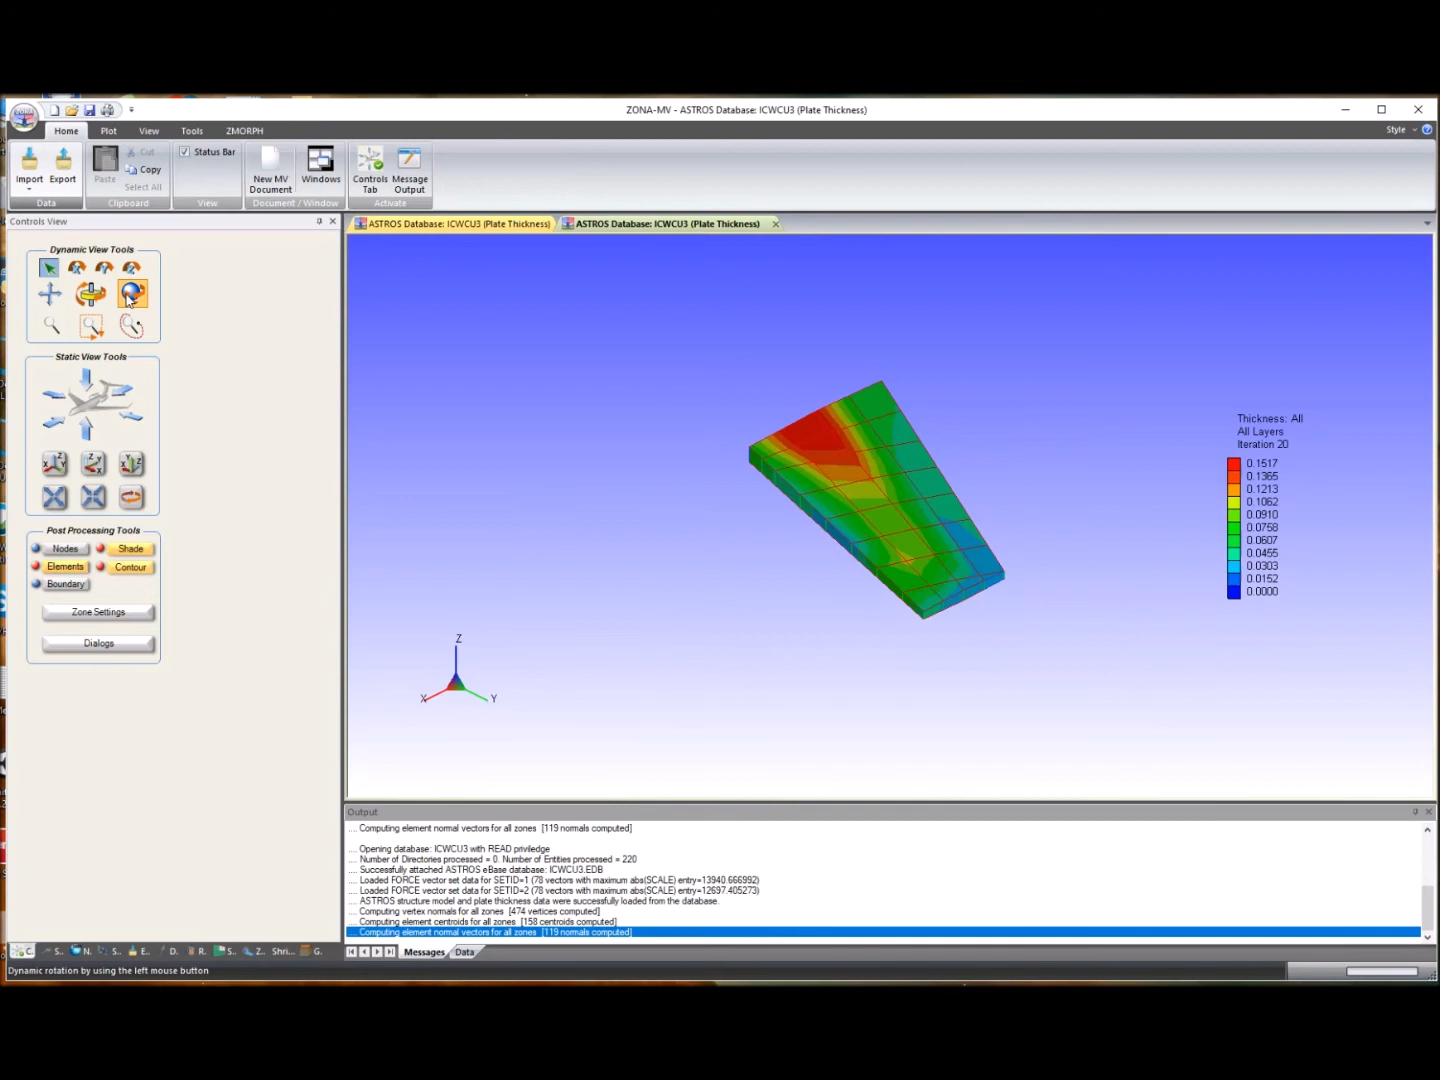 ZONA-MV - ASTROS Database: ICWCU3 (Plate Thickness)
Home Plot View Tools ZMORPH
Style
Import
Export
Paste
Cut
Copy
Select All
Status Bar
New MV
Document
Windows
Controls
Tab
Message
Output
Data
Clipboard
View
Document / Window
Activate
Controls View
ASTROS Database: ICWCU3 (Plate Thickness)
ASTROS Database: ICWCU3 (Plate Thickness)
Dynamic View Tools
Static View Tools
Post Processing Tools
Nodes
Shade
Elements
Contour
Boundary
Zone Settings
Dialogs
Z
X
Y
Thickness: All
All Layers
Iteration 20
0.1517
0.1365
0.1213
0.1062
0.0910
0.0758
0.0607
0.0455
0.0303
0.0152
0.0000
Output
.... Computing element normal vectors for all zones [119 normals computed]
.... Opening database: ICWCU3 with READ priviledge
.... Number of Directories processed = 0. Number of Entities processed = 220
.... Successfully attached ASTROS eBase database: ICWCU3.EDB
.... Loaded FORCE vector set data for SETID=1 (78 vectors with maximum abs(SCALE) entry=13940.666992)
.... Loaded FORCE vector set data for SETID=2 (78 vectors with maximum abs(SCALE) entry=12697.405273)
.... ASTROS structure model and plate thickness data were successfully loaded from the database.
.... Computing vertex normals for all zones [474 vertices computed]
.... Computing element centroids for all zones [158 centroids computed]
.... Computing element normal vectors for all zones [119 normals computed]
C. S.. N. S.. E.. D. R. S.. Z.. Shri... G.
Messages Data
Dynamic rotation by using the left mouse button